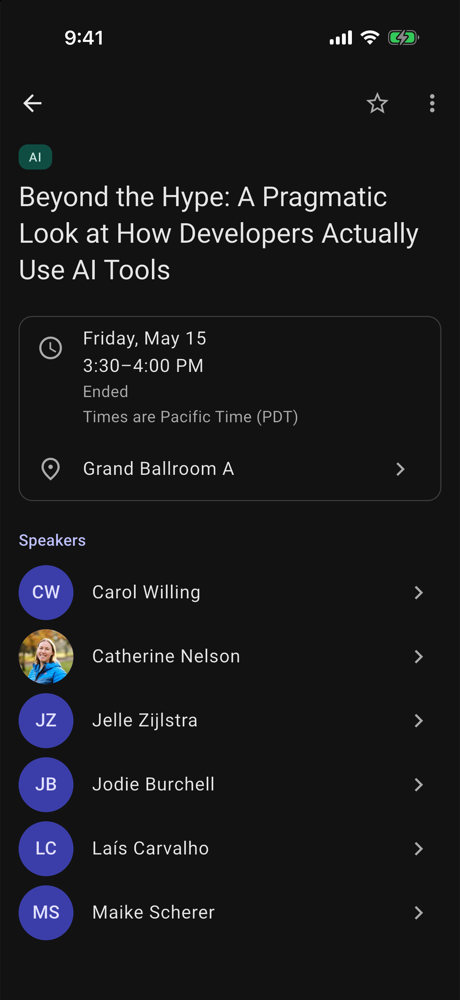 9:41
AI
Beyond the Hype: A Pragmatic
Look at How Developers Actually
Use AI Tools
Friday, May 15
3:30–4:00 PM
Ended
Times are Pacific Time (PDT)
Grand Ballroom A
Speakers
CW Carol Willing
Catherine Nelson
JZ Jelle Zijlstra
JB Jodie Burchell
LC Laís Carvalho
MS Maike Scherer